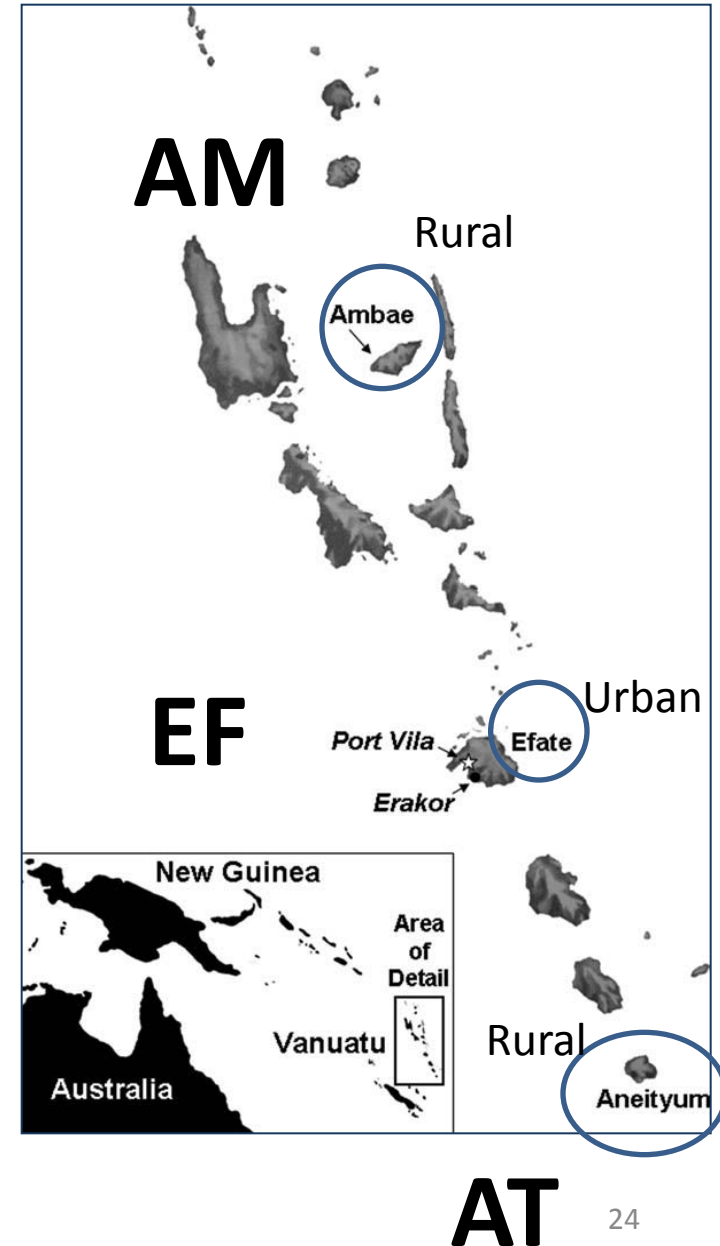 AM
Rural
Ambae
EF
Urban
Port Vila
Efate
Erakor
New Guinea
Area
of
Detail
Vanuatu
Australia
Rural
Aneityum
AT
24